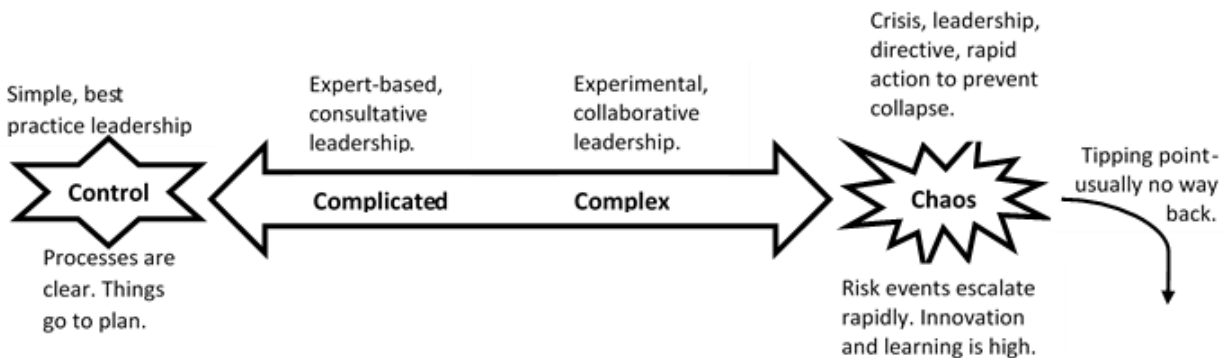 Simple, best
practice leadership
Control
Processes are
clear. Things
go to plan.
Expert-based,
consultative
leadership.
Complicated
Experimental,
collaborative
leadership.
Complex
Crisis, leadership,
directive, rapid
action to prevent
collapse.
Chaos
Risk events escalate
rapidly. Innovation
and learning is high.
Tipping point-
usually no way
back.